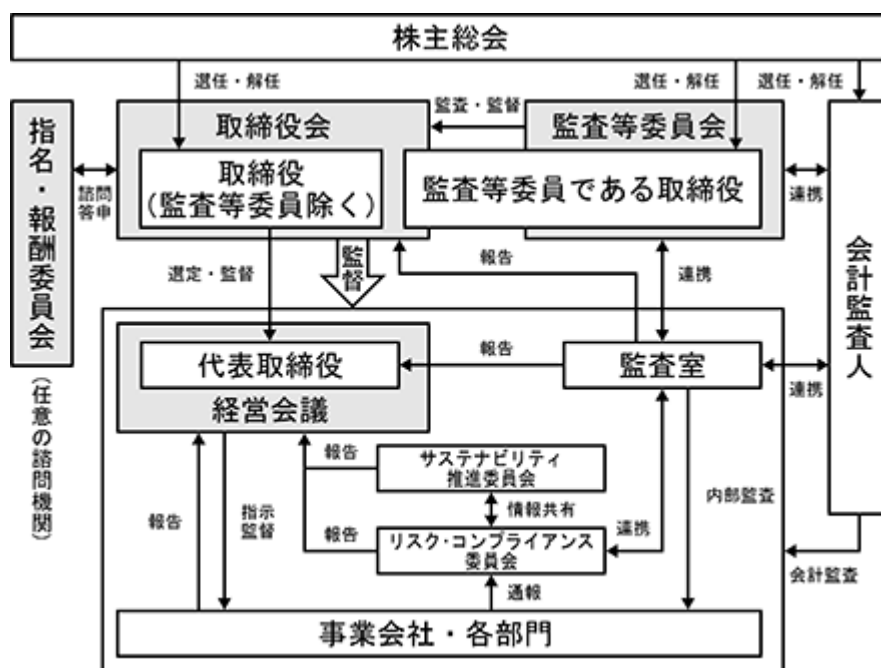 株主総会
選任・解任
選任・解任
選任・解任
指名・報酬委員会
(任意の諮問機関)
諮問
答申
取締役会
取締役
(監査等委員除く)
監査・監督
監査等委員会
監査等委員である取締役
連携
会計監査人
選定・監督
監督
報告
連携
代表取締役
経営会議
報告
監査室
連携
報告
サステナビリティ
推進委員会
情報共有
報告
リスク・コンプライアンス
委員会
連携
内部監査
報告
指示
監督
通報
会計監査
事業会社・各部門